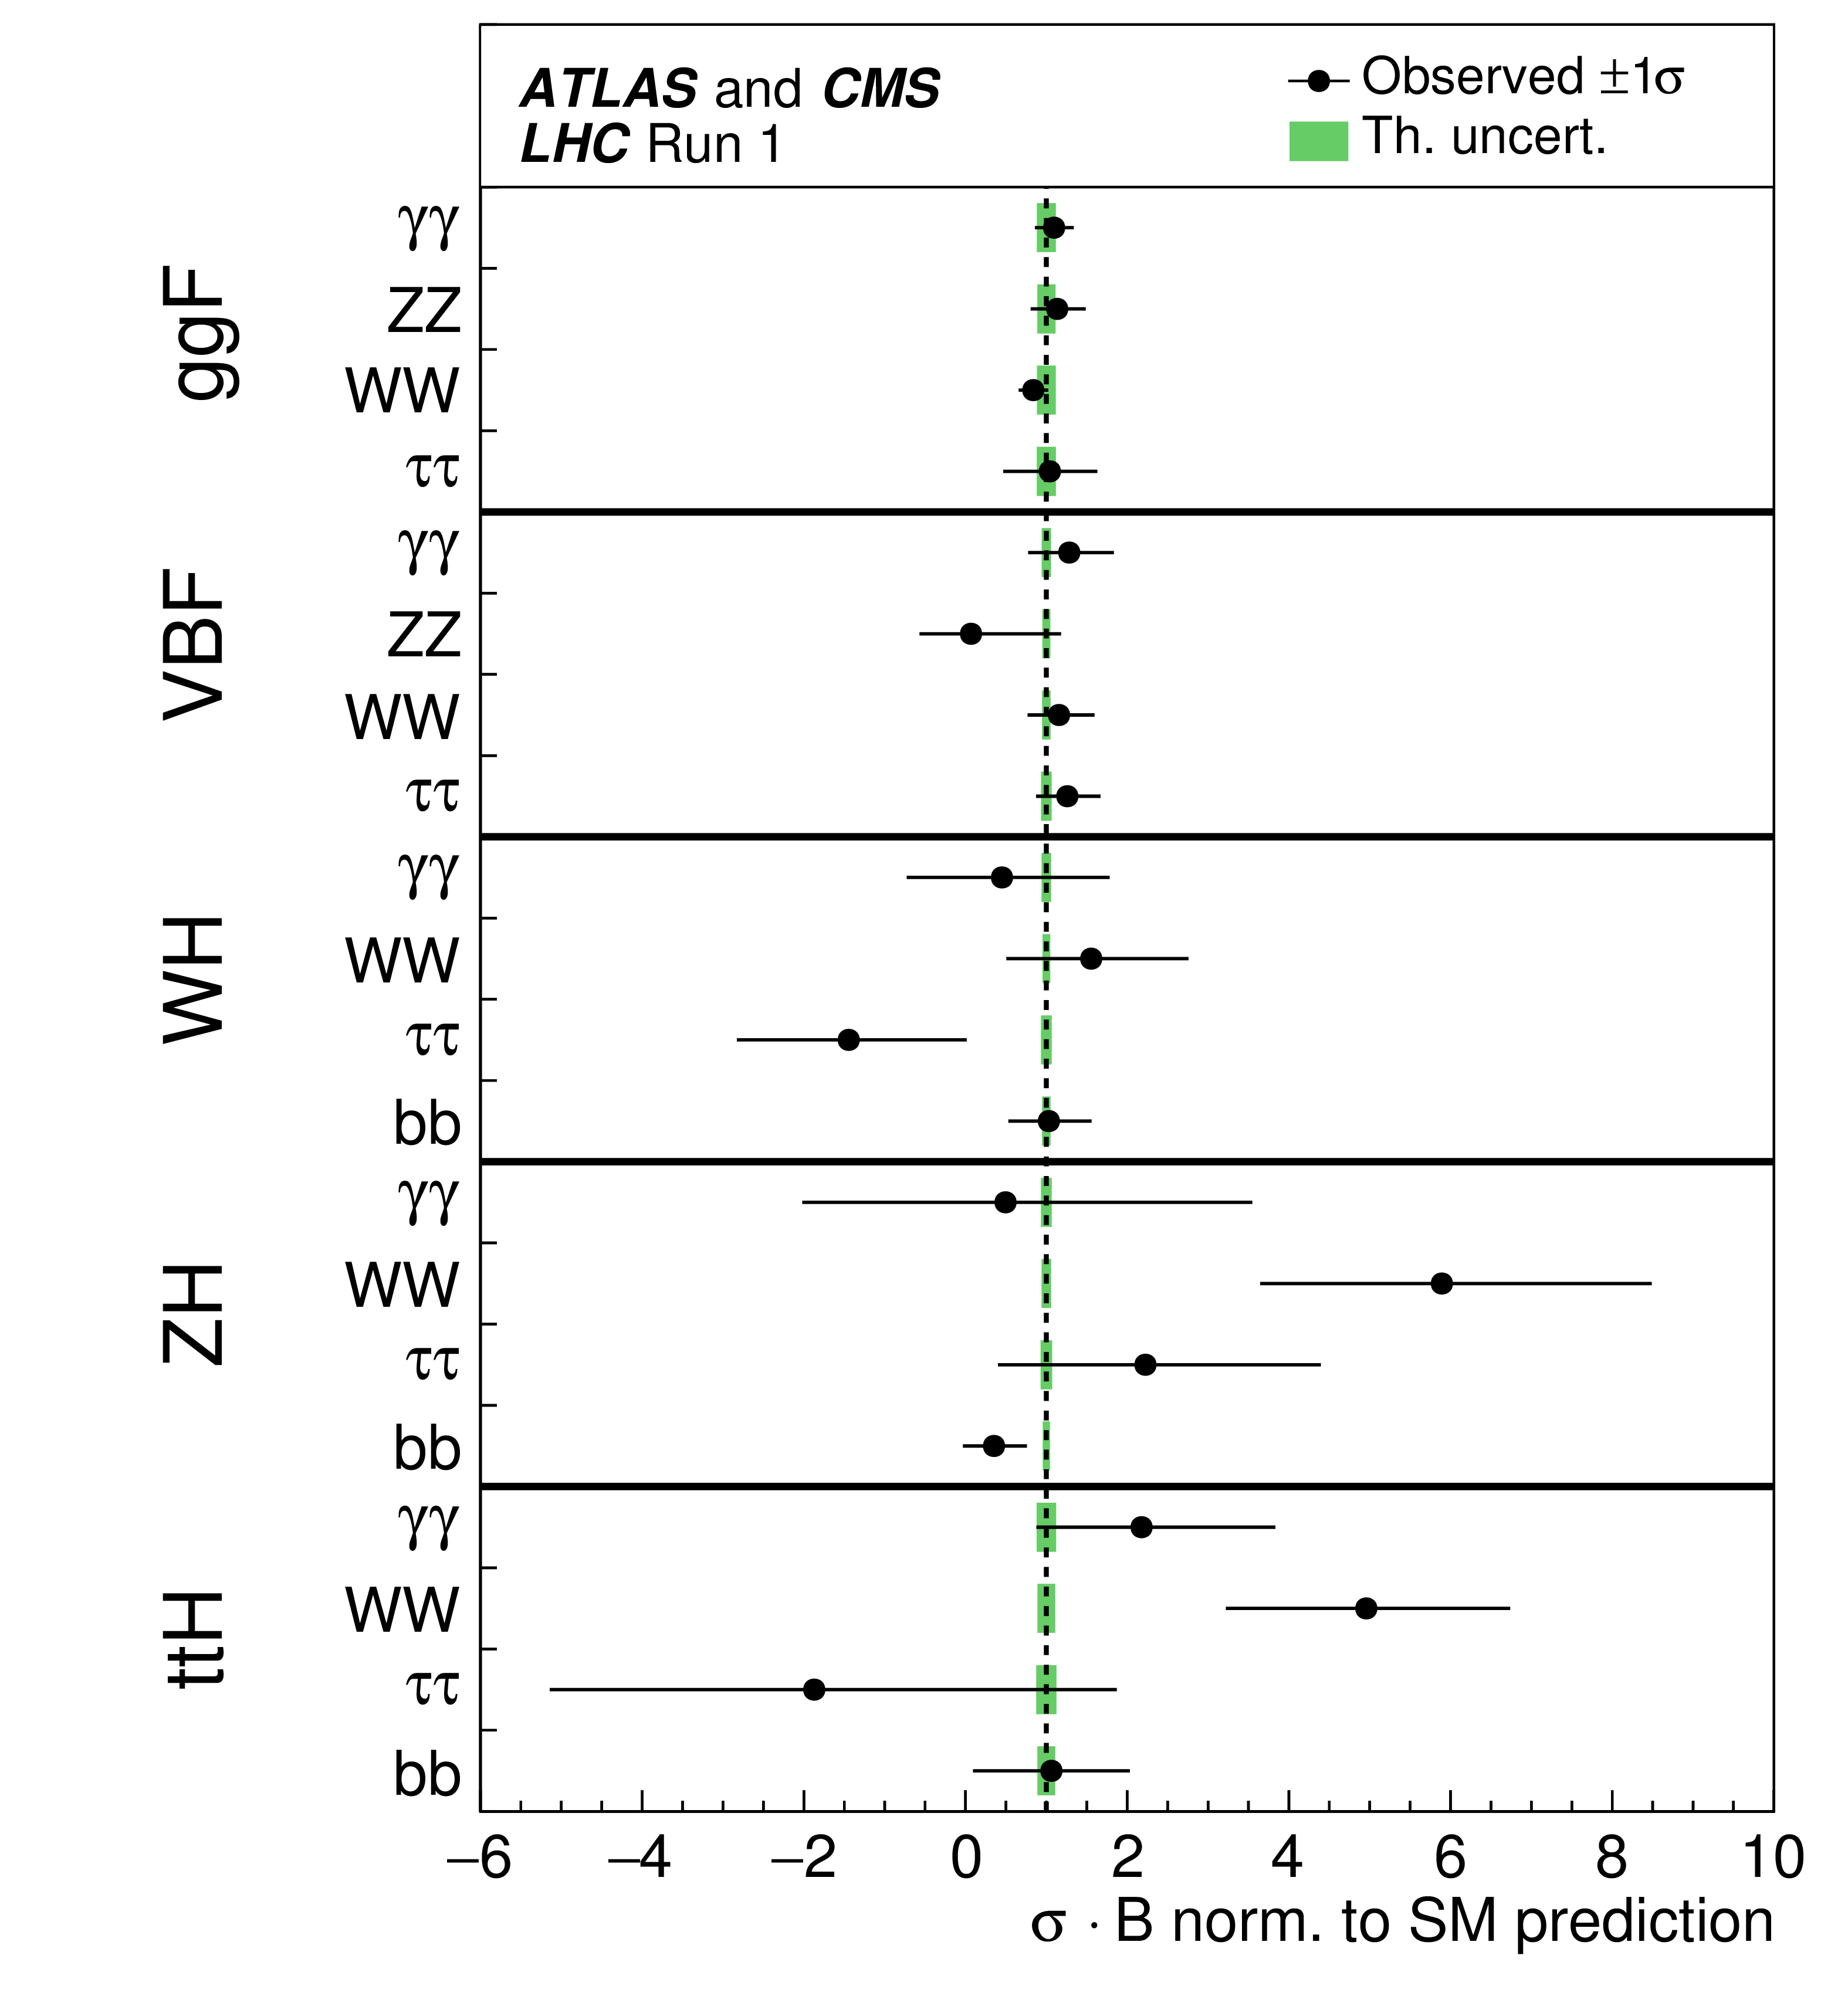 ATLAS and CMS
LHC Run 1
Observed ±1σ
Th. uncert.
ggF
γγ
ZZ
WW
ττ
VBF
γγ
ZZ
WW
ττ
WH
γγ
WW
ττ
bb
ZH
γγ
WW
ττ
bb
ttH
γγ
WW
ττ
bb
−6 −4 −2 0 2 4 6 8 10
σ · B norm. to SM prediction